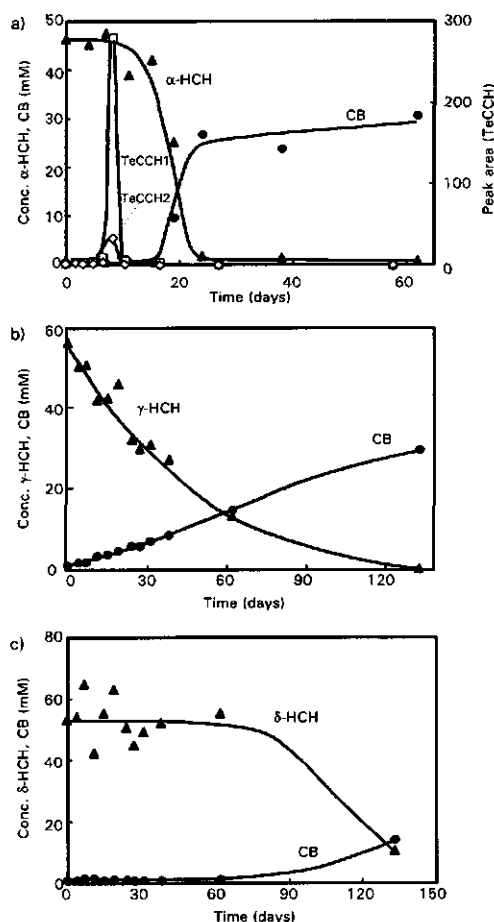 a)
Conc. α-HCH, CB (mM)
50
40
30
20
10
0
α-HCH
CB
TeCCH1
TeCCH2
300
200
100
0
Peak area (TeCCH)
0 20 40 60
Time (days)
b)
Conc. γ-HCH, CB (mM)
60
40
20
0
γ-HCH
CB
0 30 60 90 120
Time (days)
c)
Conc. δ-HCH, CB (mM)
80
60
40
20
0
δ-HCH
CB
0 30 60 90 120 150
Time (days)